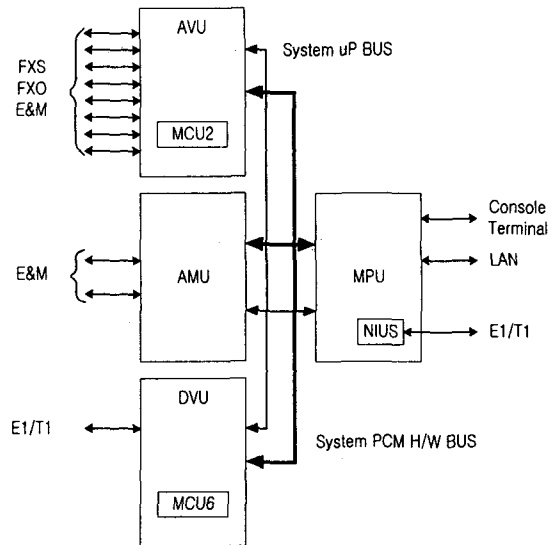 AVU
System uP BUS
FXS
FXO
E&M
MCU2
Console
Terminal
E&M
AMU
MPU
LAN
NIUS
E1/T1
DVU
E1/T1
System PCM H/W BUS
MCU6